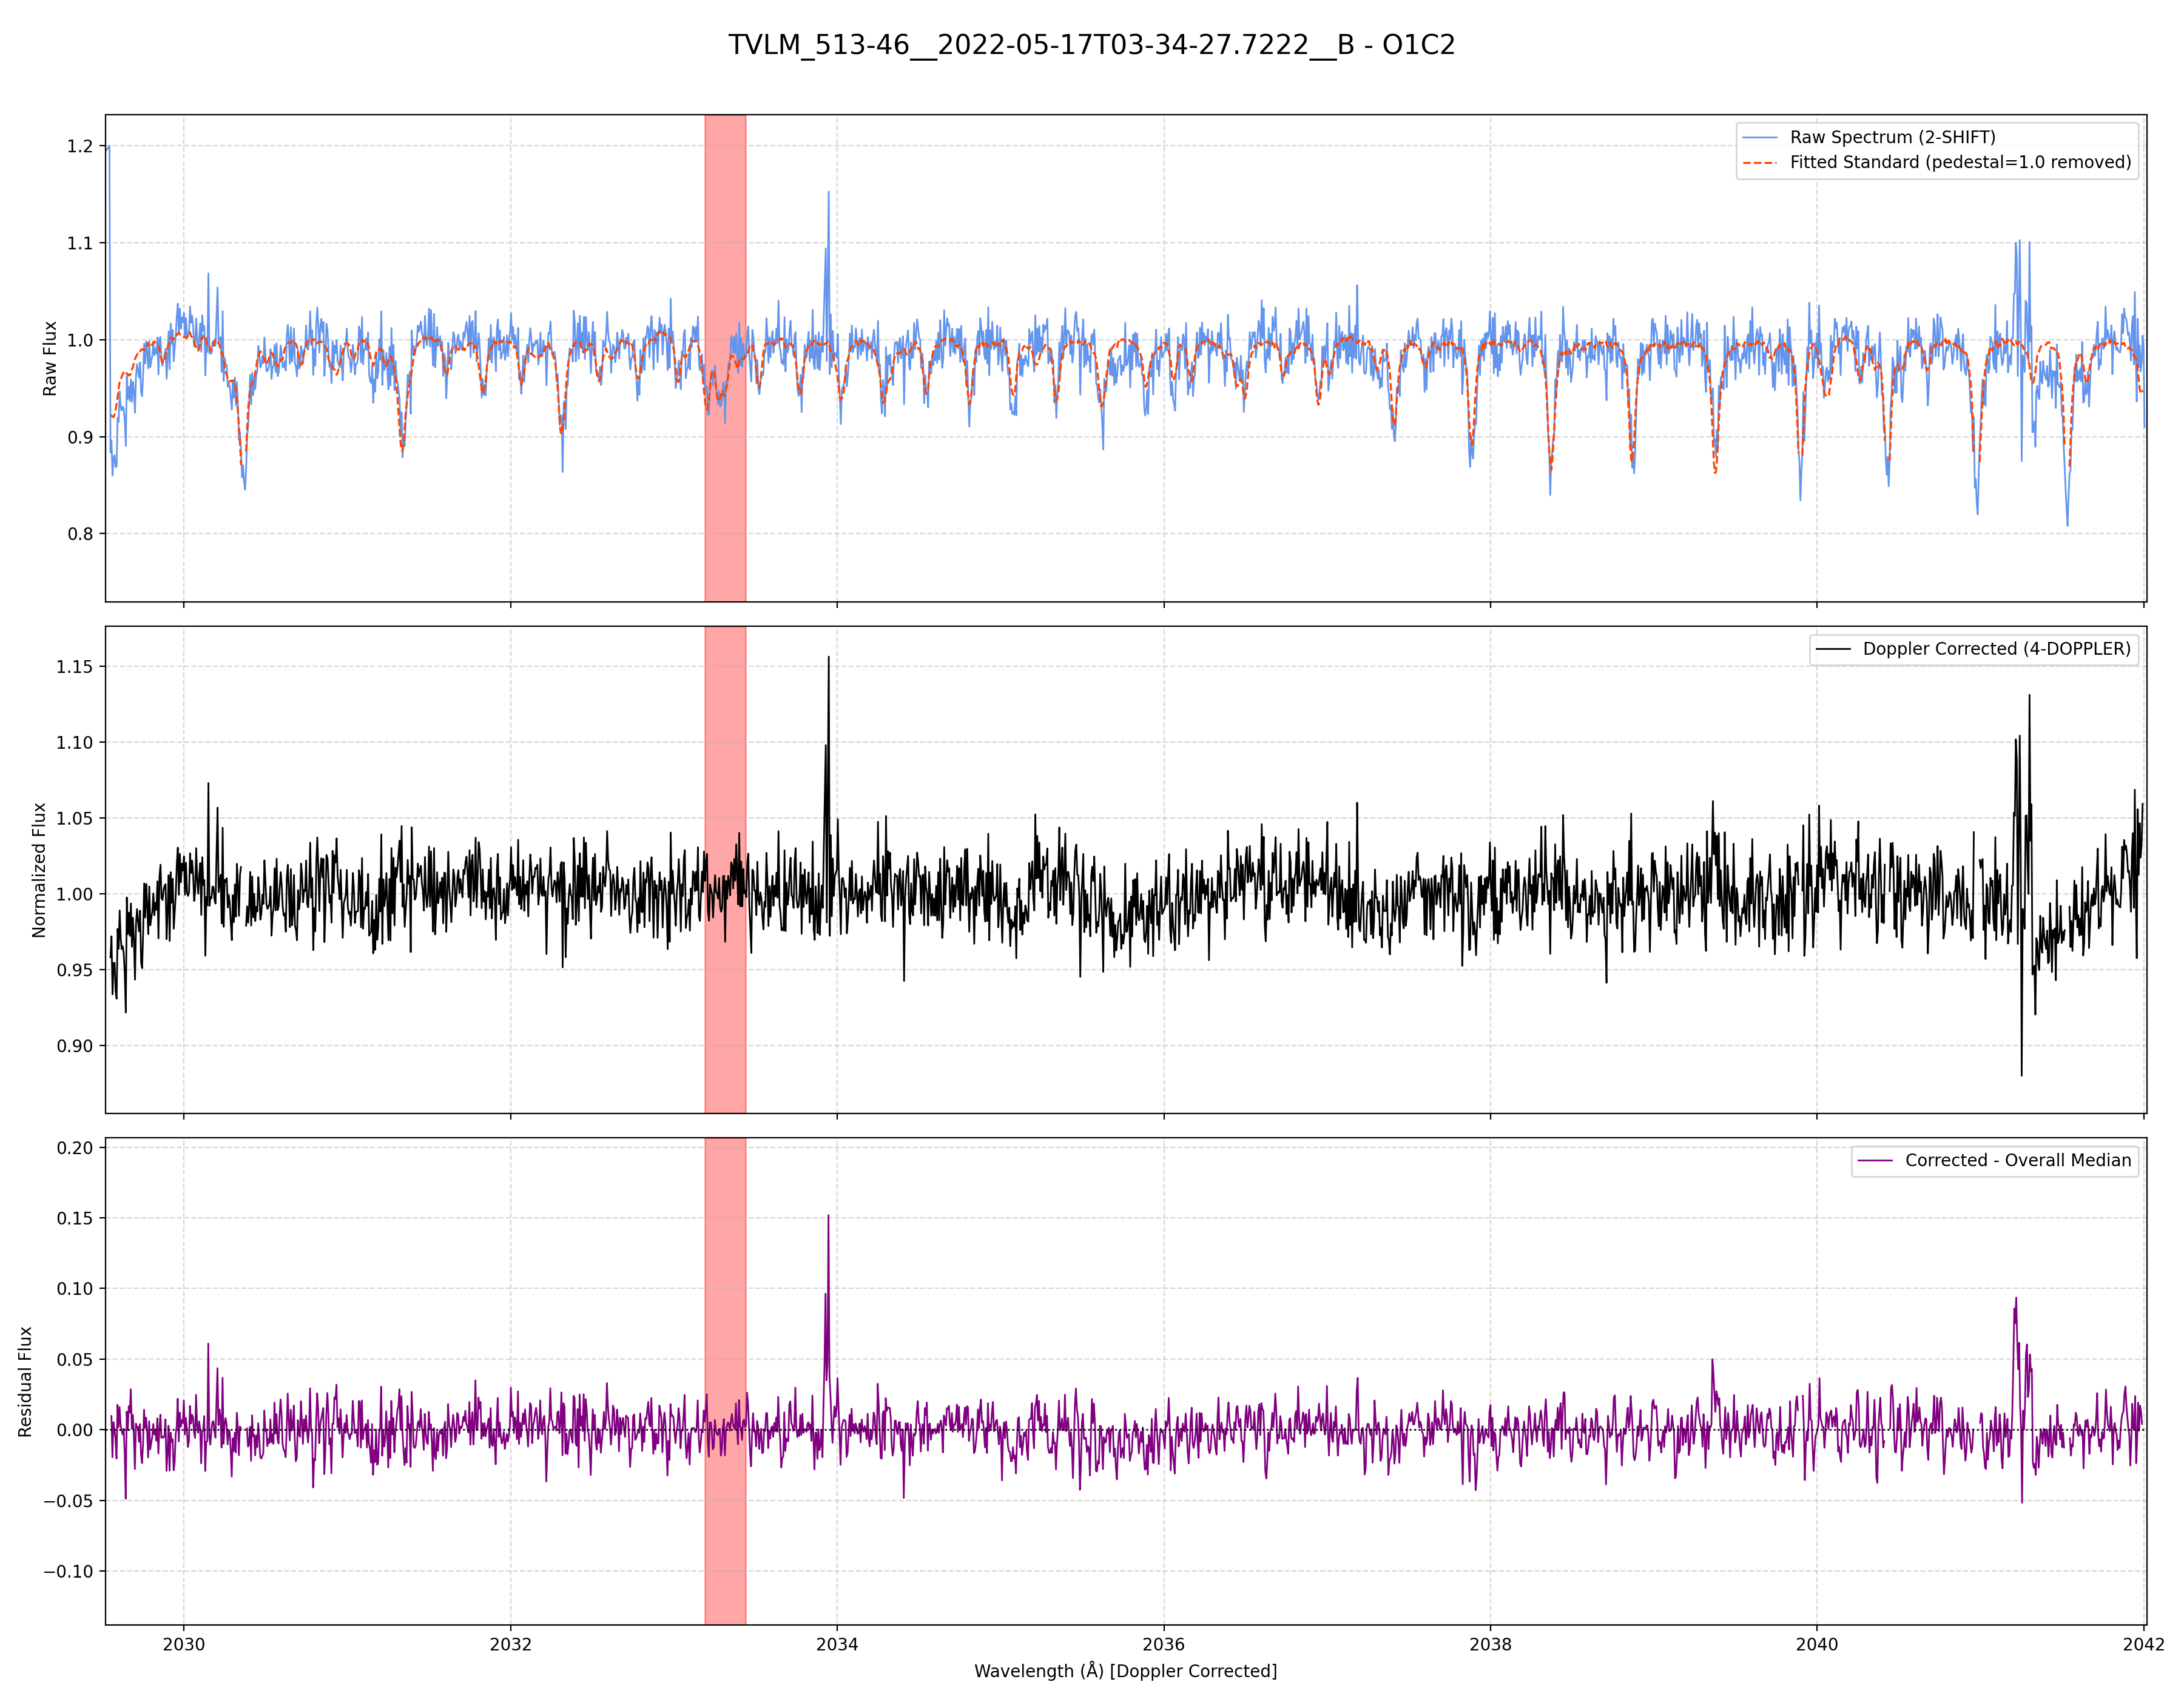 TVLM_513-46__2022-05-17T03-34-27.7222__B - O1C2
Raw Flux
1.2
1.1
1.0
0.9
0.8
Raw Spectrum (2-SHIFT)
Fitted Standard (pedestal=1.0 removed)
Normalized Flux
1.15
1.10
1.05
1.00
0.95
0.90
Doppler Corrected (4-DOPPLER)
Residual Flux
0.20
0.15
0.10
0.05
0.00
−0.05
−0.10
Corrected - Overall Median
2030 2032 2034 2036 2038 2040 2042
Wavelength (Å) [Doppler Corrected]